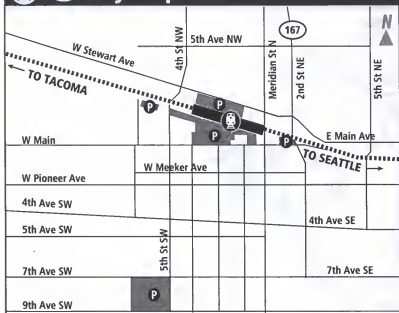 N
167
5th Ave NW
4th St NW
Meridian St N
2nd St NE
5th St NE
W Stewart Ave
TO TACOMA
P
P
P
P
E Main Ave
TO SEATTLE
W Main
W Meeker Ave
W Pioneer Ave
4th Ave SW
4th Ave SE
5th Ave SW
5th St SW
7th Ave SW
7th Ave SE
P
9th Ave SW